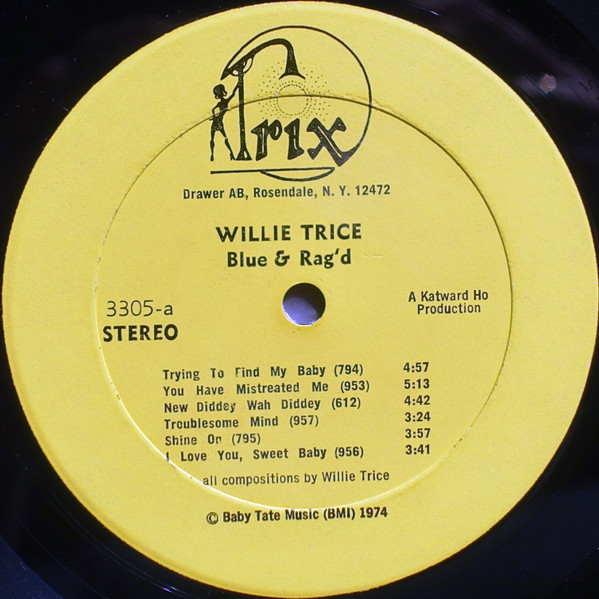 Trix
Drawer AB, Rosendale, N. Y. 12472
WILLIE TRICE
Blue & Rag'd
3305-a
STEREO
A Katward Ho
Production
Trying To Find My Baby (794) 4:57
You Have Mistreated Me (953) 5:13
New Diddey Wah Diddey (612) 4:42
Troublesome Mind (957) 3:24
Shine On (795) 3:57
I Love You, Sweet Baby (956) 3:41
all compositions by Willie Trice
© Baby Tate Music (BMI) 1974